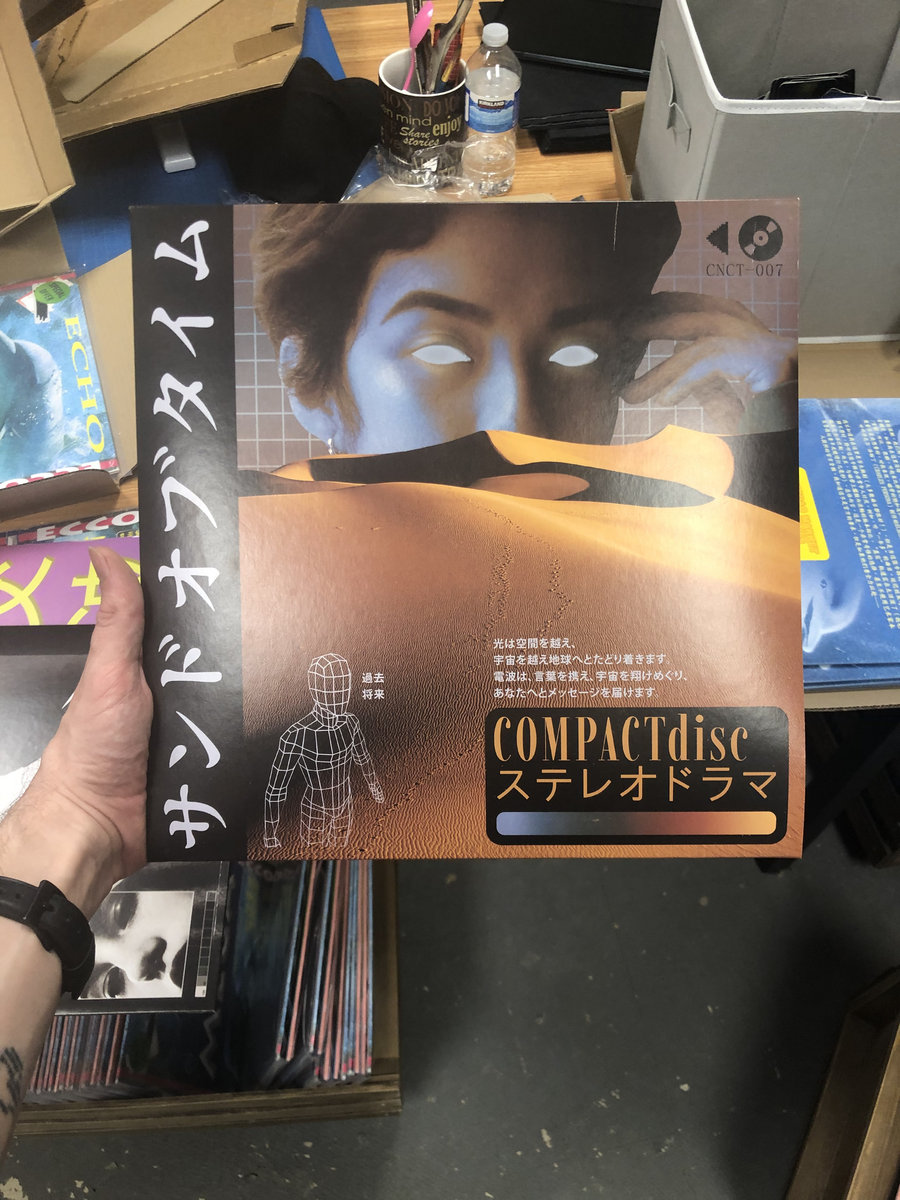 DO
mind
Share
enjoy
stories
KIRKLAND
ECHO
ECCO
サンドオブタイム
CNCT-007
過去
将来
光は空間を越え、
宇宙を越え地球へとたどり着きます。
電波は、言葉を携え、宇宙を翔けめぐり、
あなたへとメッセージを届けます。
COMPACTdisc
ステレオドラマ